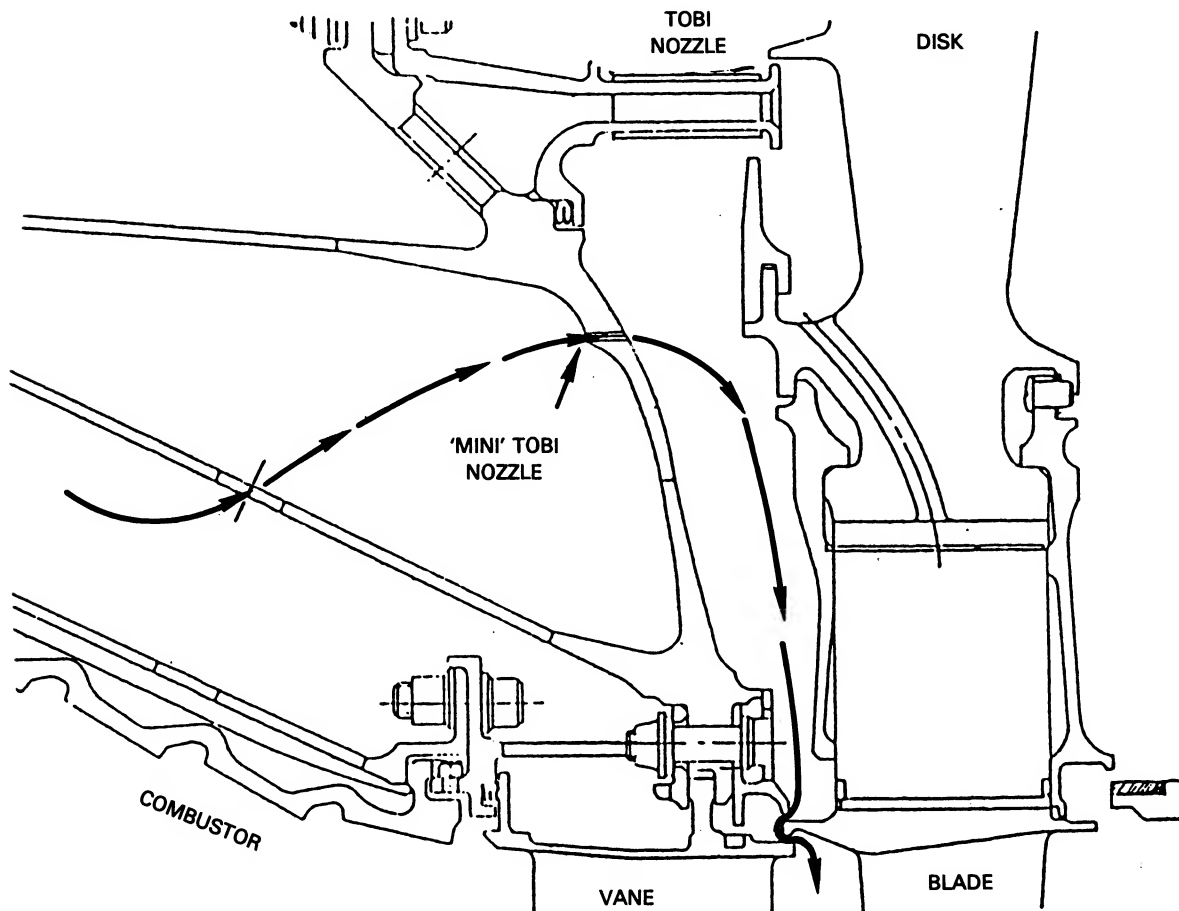 TOBI
NOZZLE
DISK
'MINI' TOBI
NOZZLE
COMBUSTOR
VANE
BLADE